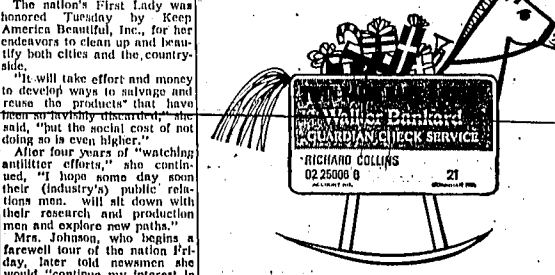 The nation's First Lady was
honored Tuesday by Keep
America Beautiful, Inc., for her
endeavors to clean up and beau-
tify both cities and the country-
side.
"It will take effort and money
to develop ways to salvage and
reuse the products that have
been so lavishly discarded," she
said, "but the social cost of not
doing so is even higher."
After four years of "watching
antilitter efforts," she contin-
ued, "I hope some day soon
their (industry's) public rela-
tions men. will sit down with
their research and production
men and explore new paths."
Mrs. Johnson, who begins a
farewell tour of the nation Fri-
day, later told newsmen she
would "continue my interest in
GUARDIAN CHECK SERVICE
RICHARD COLLINS
02 25006 0
21
ACCOUNT NO.